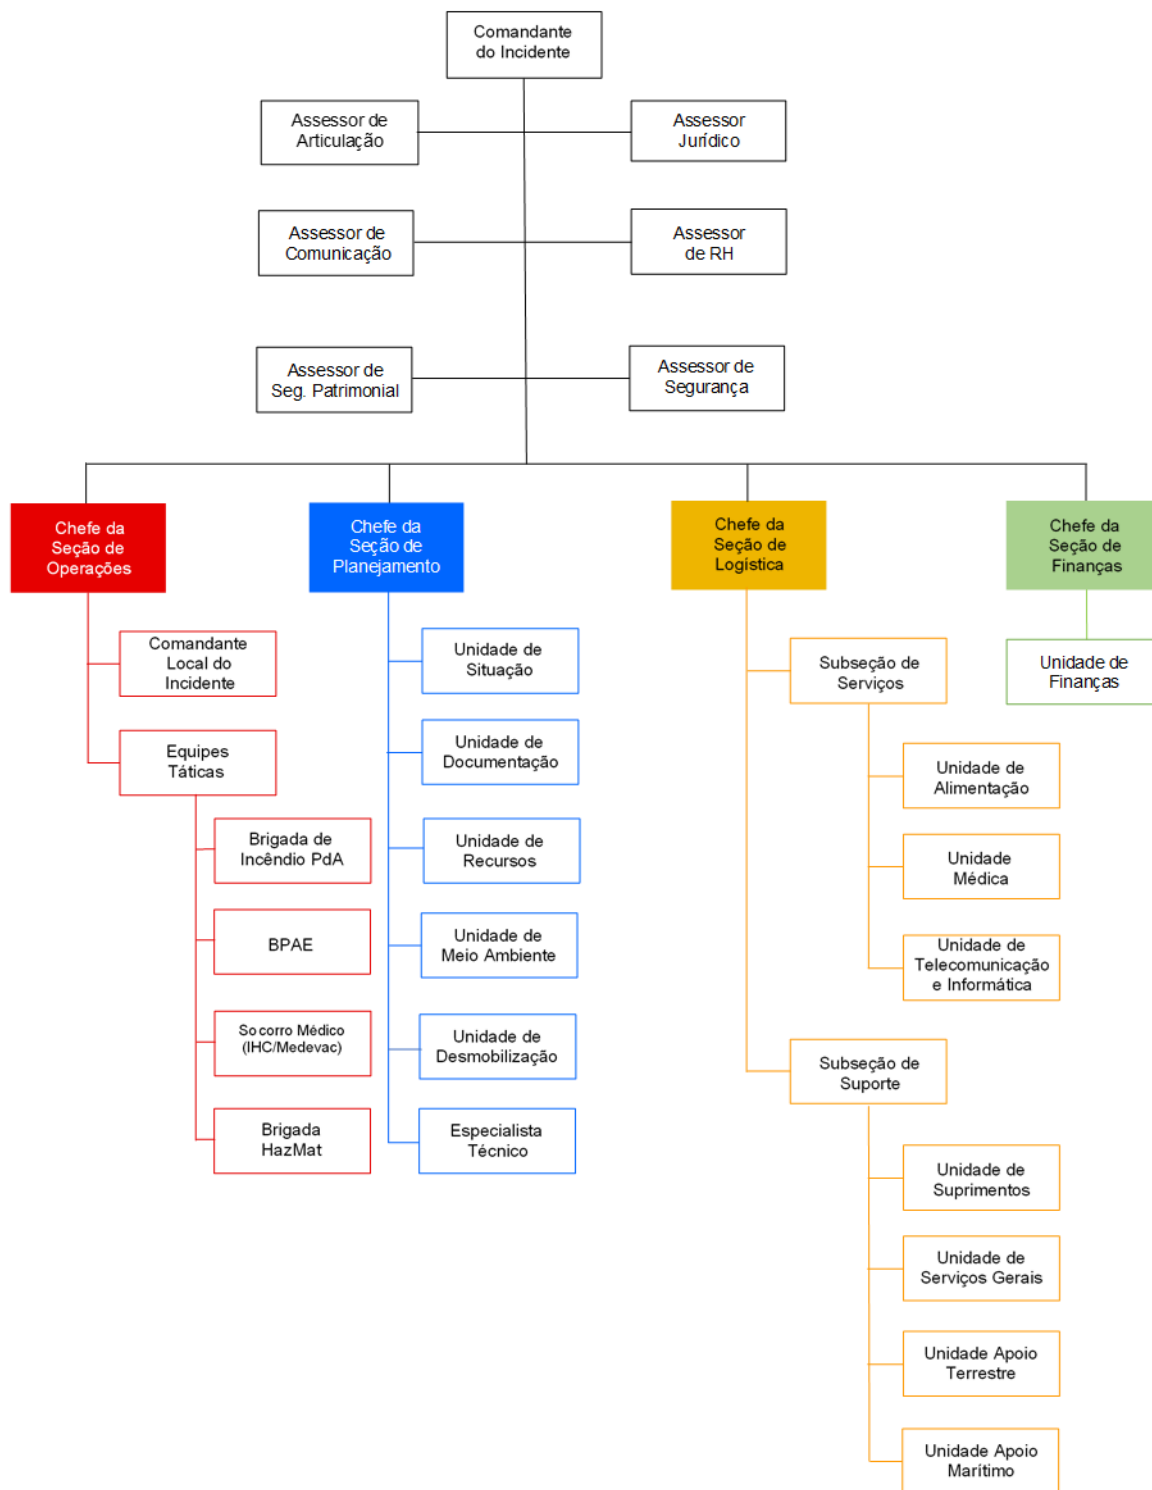 Comandante
do Incidente
Assessor de
Articulação
Assessor
Jurídico
Assessor de
Comunicação
Assessor
de RH
Assessor de
Seg. Patrimonial
Assessor de
Segurança
Chefe da
Seção de
Operações
Chefe da
Seção de
Planejamento
Chefe da
Seção de
Logística
Chefe da
Seção de
Finanças
Comandante
Local do
Incidente
Equipes
Táticas
Brigada de
Incêndio PdA
BPAE
Socorro Médico
(IHC/Medevac)
Brigada
HazMat
Unidade de
Situação
Unidade de
Documentação
Unidade de
Recursos
Unidade de
Meio Ambiente
Unidade de
Desmobilização
Especialista
Técnico
Subseção de
Serviços
Unidade de
Alimentação
Unidade
Médica
Unidade de
Telecomunicação
e Informática
Subseção de
Suporte
Unidade de
Suprimentos
Unidade de
Serviços Gerais
Unidade Apoio
Terrestre
Unidade Apoio
Marítimo
Unidade de
Finanças